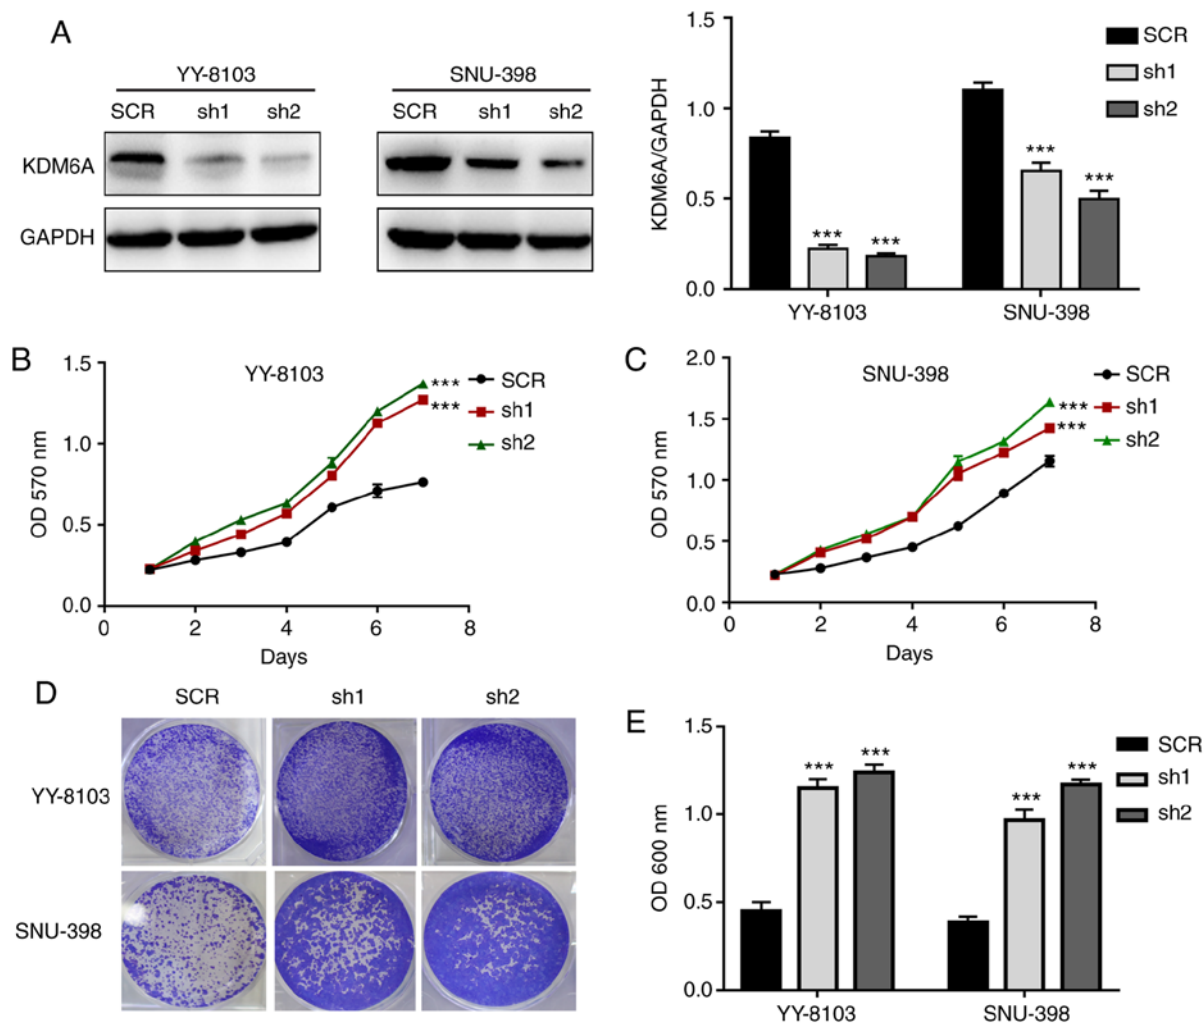 A
YY-8103
SNU-398
SCR sh1 sh2
SCR sh1 sh2
KDM6A
GAPDH
KDM6A/GAPDH
1.5
1.0
0.5
0.0
***
***
***
***
YY-8103
SNU-398
SCR
sh1
sh2
B
YY-8103
OD 570 nm
1.5
1.0
0.5
0.0
0 2 4 6 8
Days
***
***
SCR
sh1
sh2
C
SNU-398
OD 570 nm
2.0
1.5
1.0
0.5
0.0
0 2 4 6 8
Days
***
***
SCR
sh1
sh2
D
SCR sh1 sh2
YY-8103
SNU-398
E
OD 600 nm
1.5
1.0
0.5
0.0
***
***
***
***
YY-8103
SNU-398
SCR
sh1
sh2